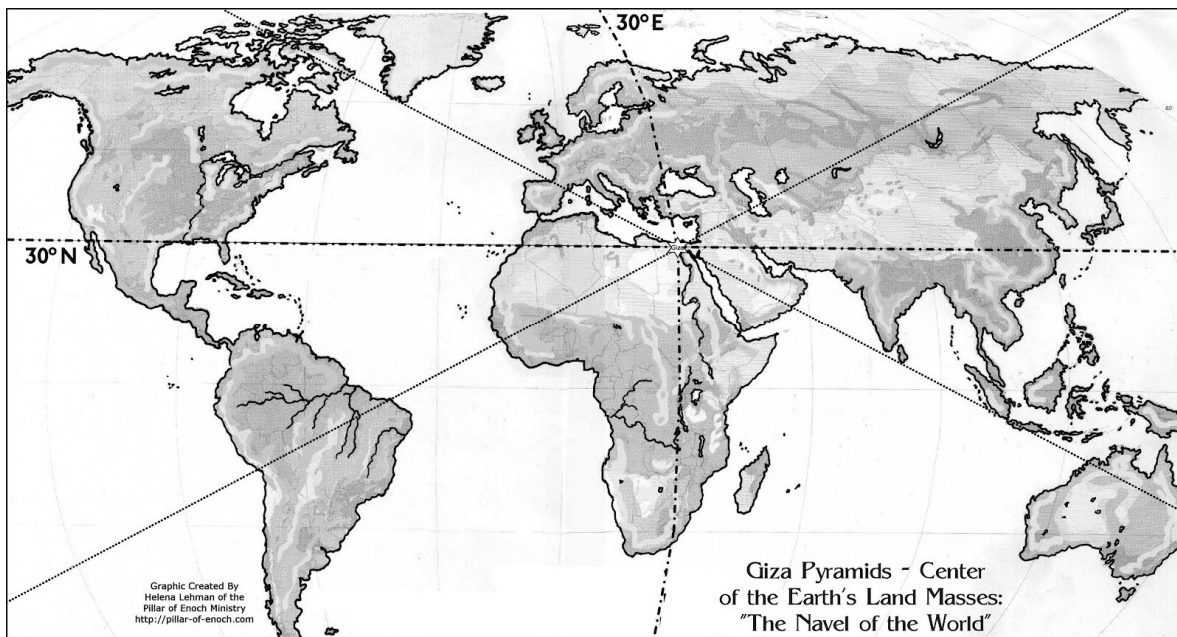 30°E
60°
30°N
Giza
Graphic Created By
Helena Lehman of the
Pillar of Enoch Ministry
http://pillar-of-enoch.com
Giza Pyramids - Center
of the Earth's Land Masses:
"The Navel of the World"